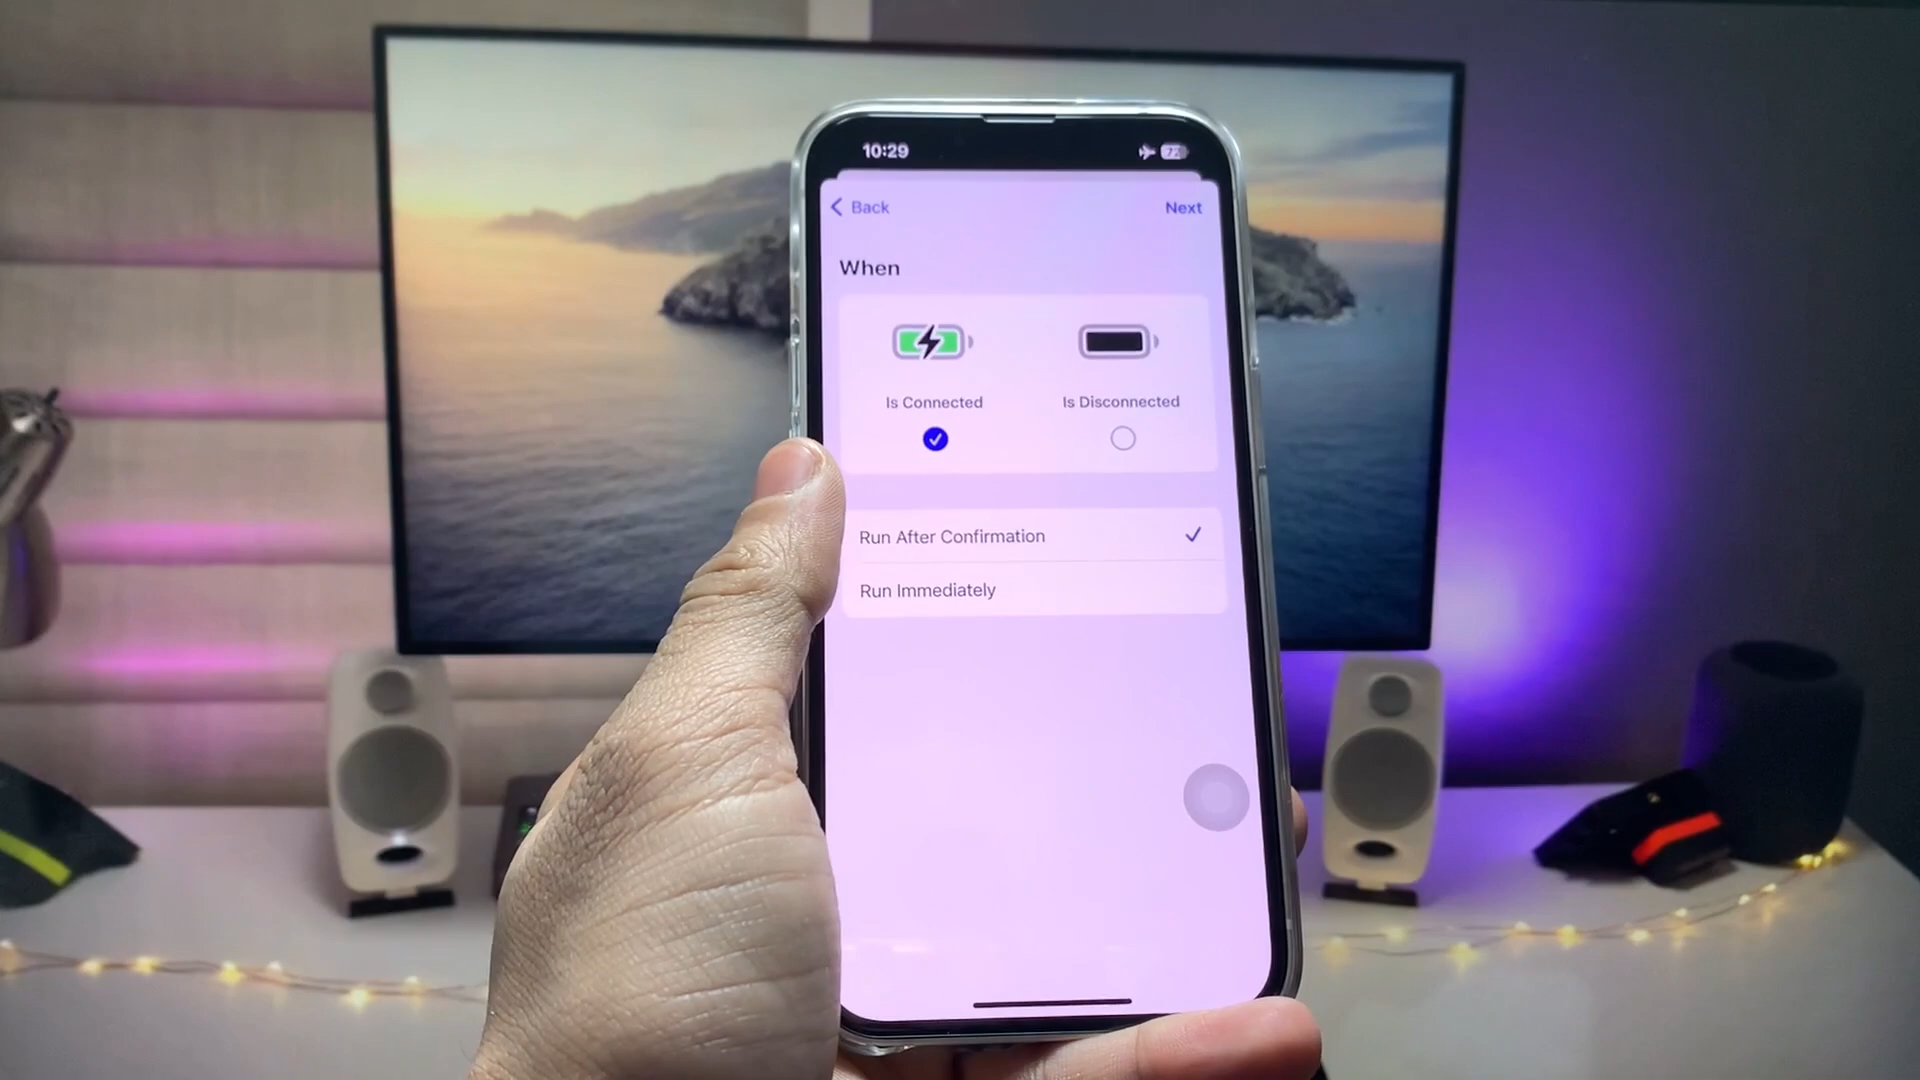 10:29
Back
Next
When
Is Connected
Is Disconnected
Run After Confirmation
Run Immediately